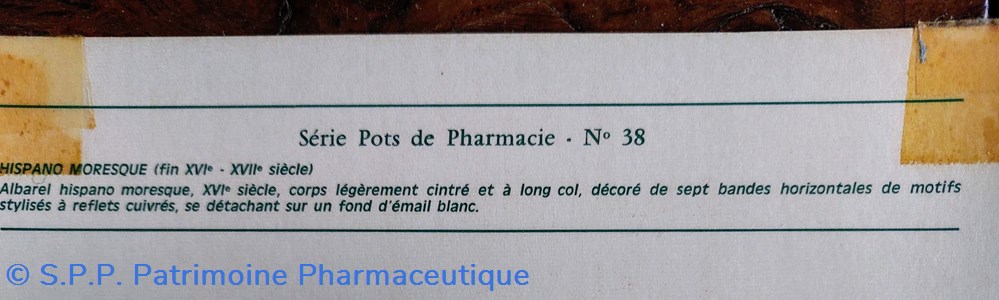 Série Pots de Pharmacie - Nº 38
HISPANO MORESQUE (fin XVIe - XVIIe siècle)
Albarel hispano moresque, XVIe siècle, corps légèrement cintré et à long col, décoré de sept bandes horizontales de motifs
stylisés à reflets cuivrés, se détachant sur un fond d'émail blanc.
© S.P.P. Patrimoine Pharmaceutique